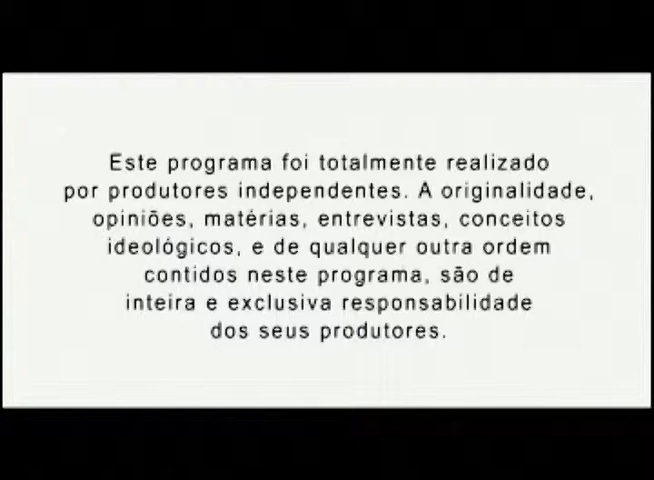 Este programa foi totalmente realizado
por produtores independentes. A originalidade,
opiniões, matérias, entrevistas, conceitos
ideológicos, e de qualquer outra ordem
contidos neste programa, são de
inteira e exclusiva responsabilidade
dos seus produtores.